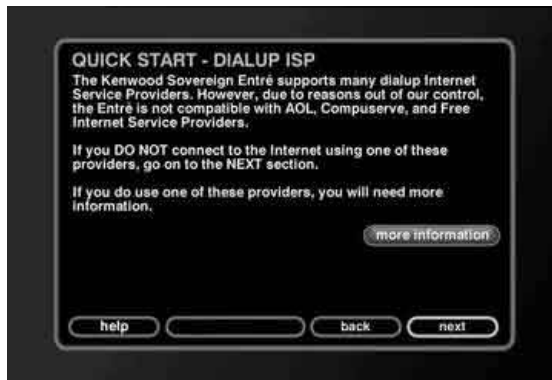 QUICK START - DIALUP ISP
The Kenwood Sovereign Entré supports many dialup Internet
Service Providers. However, due to reasons out of our control,
the Entré is not compatible with AOL, Compuserve, and Free
Internet Service Providers.
If you DO NOT connect to the Internet using one of these
providers, go on to the NEXT section.
If you do use one of these providers, you will need more
information.
more information
help
back
next